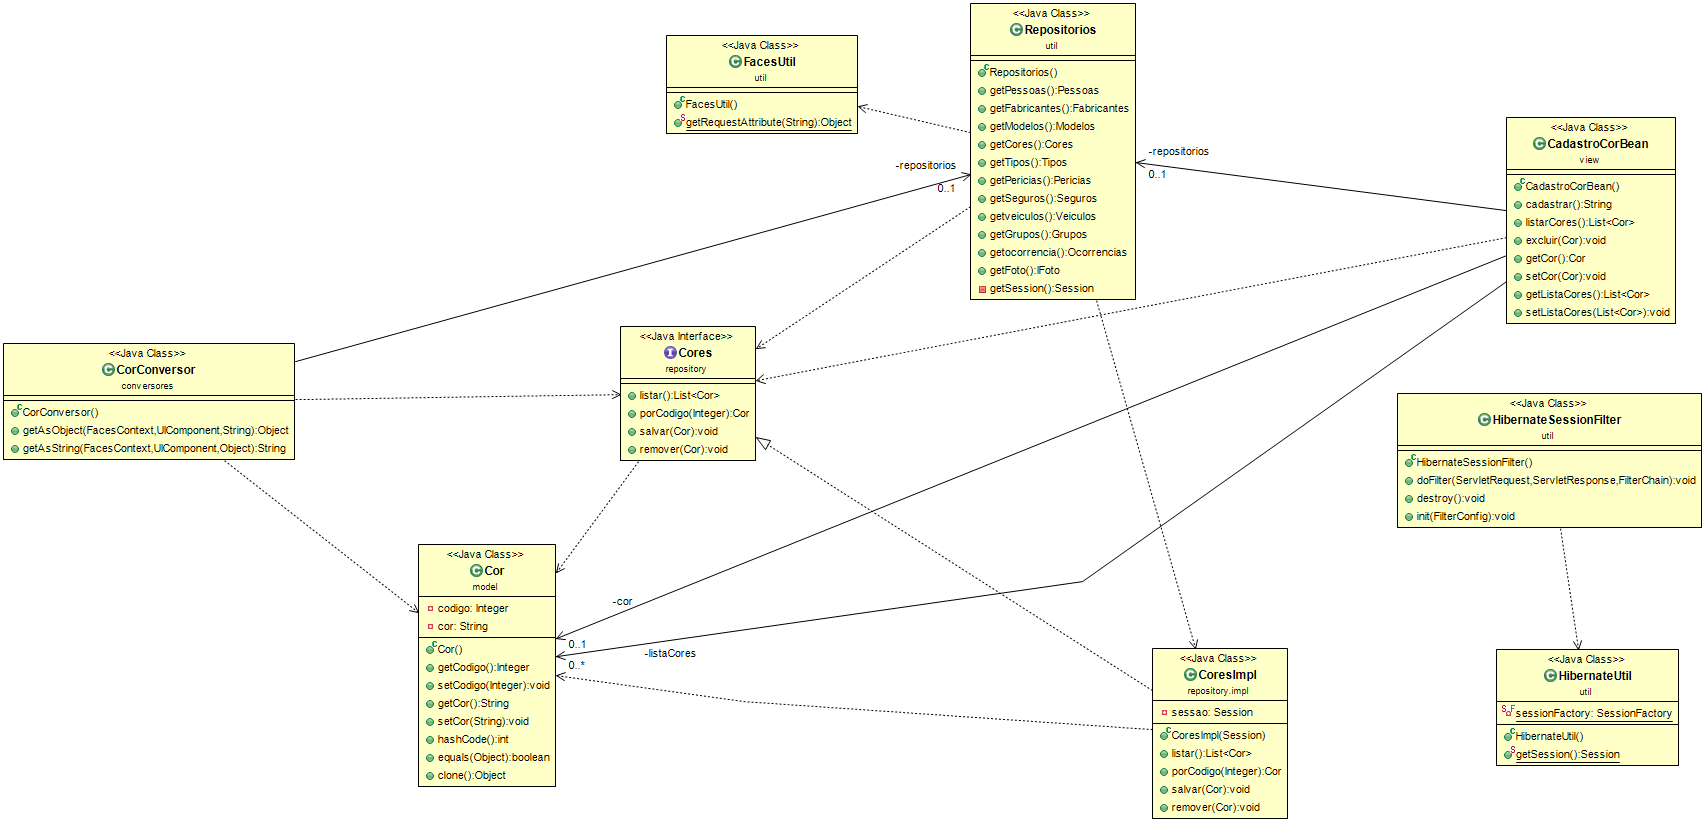 <<Java Class>>
Repositorios
util
Repositorios()
getPessoas():Pessoas
getFabricantes():Fabricantes
getModelos():Modelos
getCores():Cores
getTipos():Tipos
getPericias():Pericias
getSeguros():Seguros
getveiculos():Veiculos
getGrupos():Grupos
getocorrencia():Ocorrencias
getFoto():IFoto
getSession():Session
<<Java Class>>
FacesUtil
util
FacesUtil()
getRequestAttribute(String):Object
<<Java Class>>
CadastroCorBean
view
CadastroCorBean()
cadastrar():String
listarCores():List<Cor>
excluir(Cor):void
getCor():Cor
setCor(Cor):void
getListaCores():List<Cor>
setListaCores(List<Cor>):void
-repositorios
0..1
-repositorios
0..1
<<Java Interface>>
Cores
repository
listar():List<Cor>
porCodigo(Integer):Cor
salvar(Cor):void
remover(Cor):void
<<Java Class>>
CorConversor
conversores
CorConversor()
getAsObject(FacesContext,UIComponent,String):Object
getAsString(FacesContext,UIComponent,Object):String
<<Java Class>>
HibernateSessionFilter
util
HibernateSessionFilter()
doFilter(ServletRequest,ServletResponse,FilterChain):void
destroy():void
init(FilterConfig):void
<<Java Class>>
Cor
model
codigo: Integer
cor: String
Cor()
getCodigo():Integer
setCodigo(Integer):void
getCor():String
setCor(String):void
hashCode():int
equals(Object):boolean
clone():Object
-cor
0..1
-listaCores
0..*
<<Java Class>>
CoresImpl
repository.impl
sessao: Session
CoresImpl(Session)
listar():List<Cor>
porCodigo(Integer):Cor
salvar(Cor):void
remover(Cor):void
<<Java Class>>
HibernateUtil
util
sessionFactory: SessionFactory
HibernateUtil()
getSession():Session